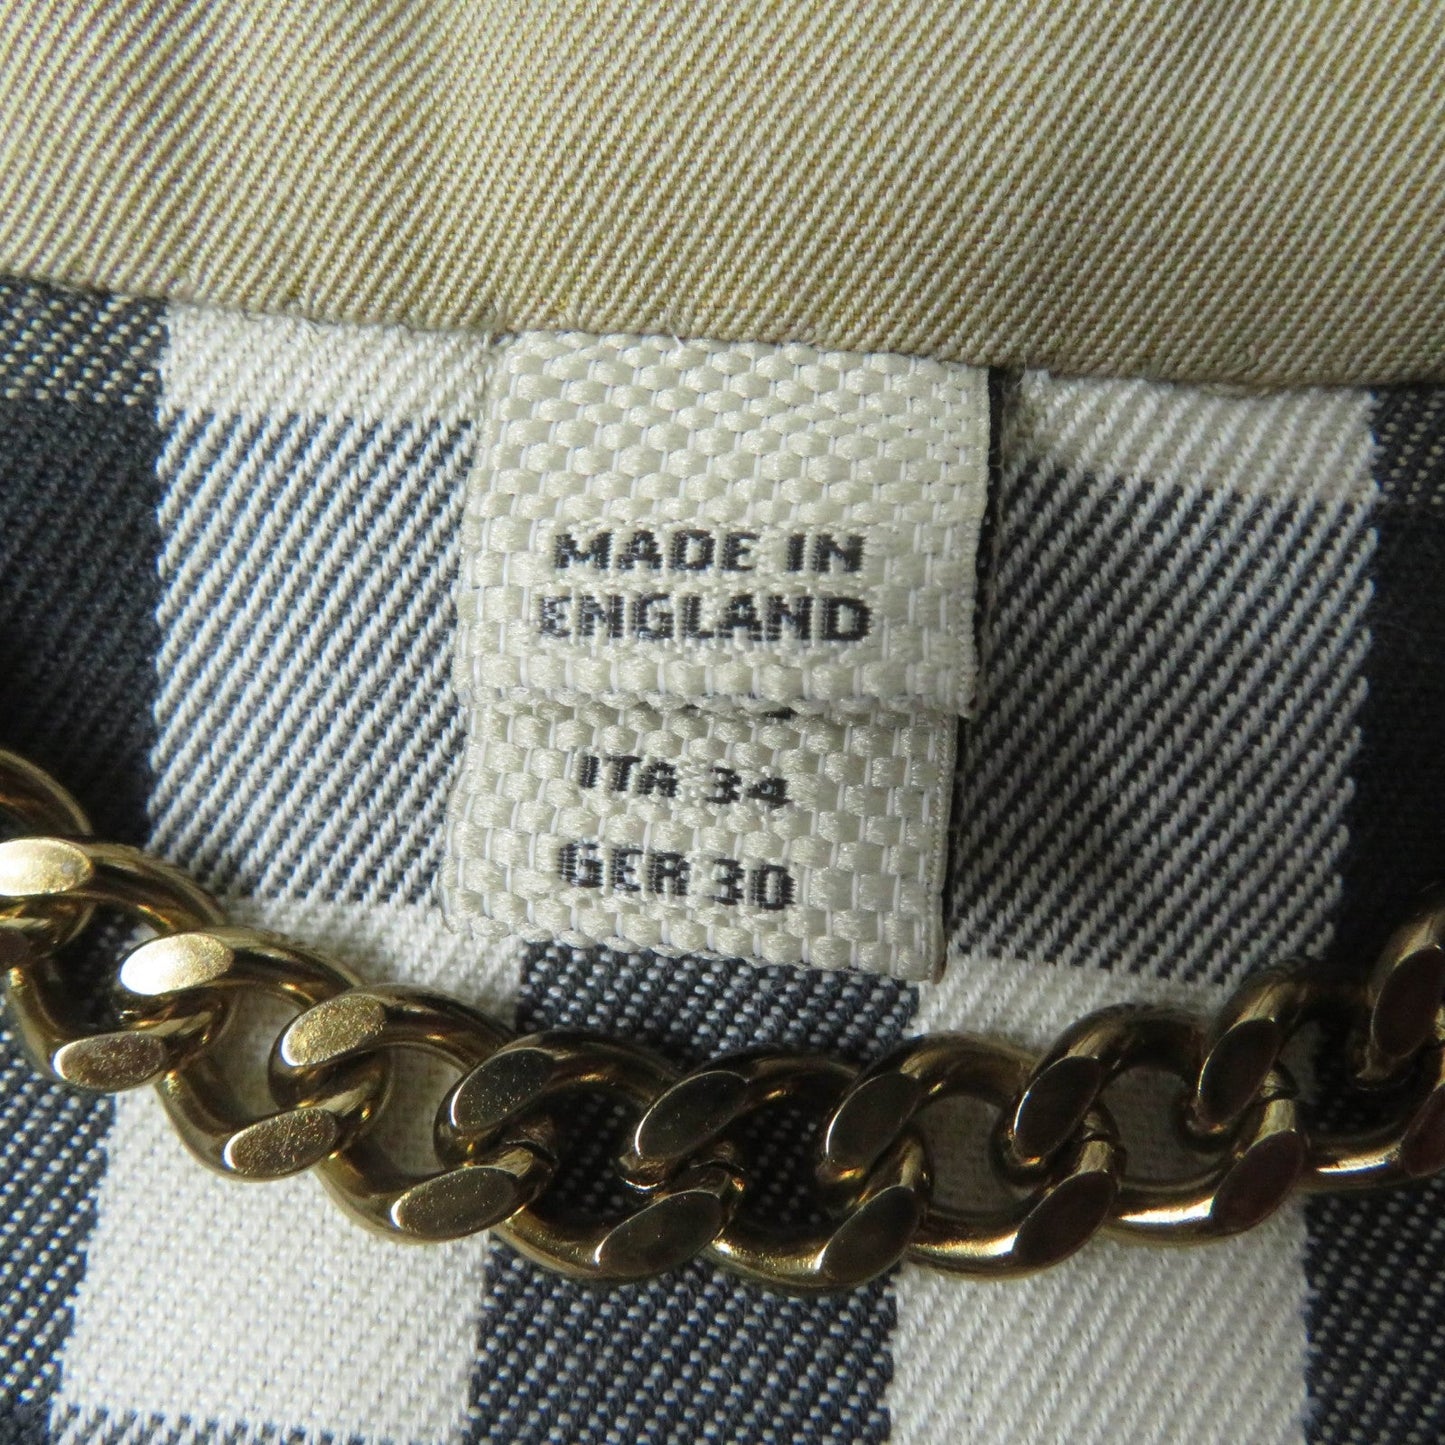 MADE IN
ENGLAND
ITA 34
GER 30